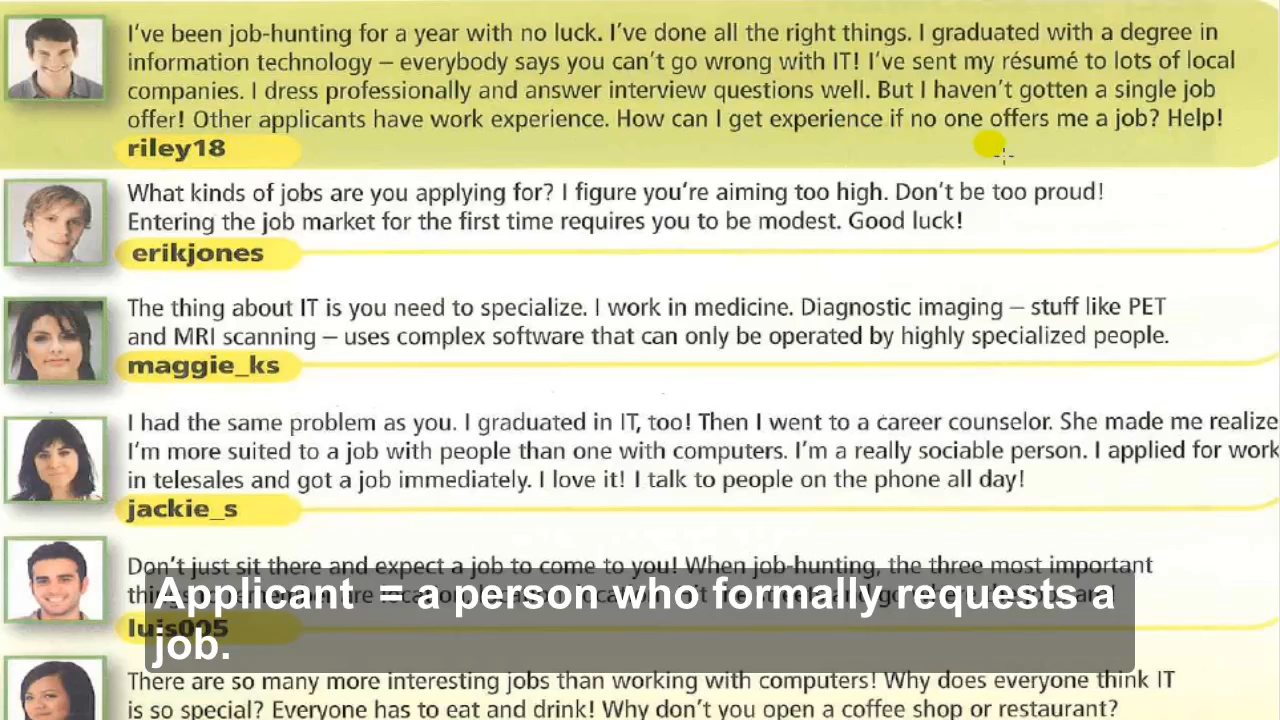 I've been job-hunting for a year with no luck. I've done all the right things. I graduated with a degree in
information technology – everybody says you can't go wrong with IT! I've sent my résumé to lots of local
companies. I dress professionally and answer interview questions well. But I haven't gotten a single job
offer! Other applicants have work experience. How can I get experience if no one offers me a job? Help!
riley18
What kinds of jobs are you applying for? I figure you're aiming too high. Don't be too proud!
Entering the job market for the first time requires you to be modest. Good luck!
erikjones
The thing about IT is you need to specialize. I work in medicine. Diagnostic imaging – stuff like PET
and MRI scanning – uses complex software that can only be operated by highly specialized people.
maggie_ks
I had the same problem as you. I graduated in IT, too! Then I went to a career counselor. She made me realize
I'm more suited to a job with people than one with computers. I'm a really sociable person. I applied for work
in telesales and got a job immediately. I love it! I talk to people on the phone all day!
jackie_s
Don't just sit there and expect a job to come to you! When job-hunting, the three most important
Applicant = a person who formally requests a
job.
luis005
There are so many more interesting jobs than working with computers! Why does everyone think IT
is so special? Everyone has to eat and drink! Why don't you open a coffee shop or restaurant?